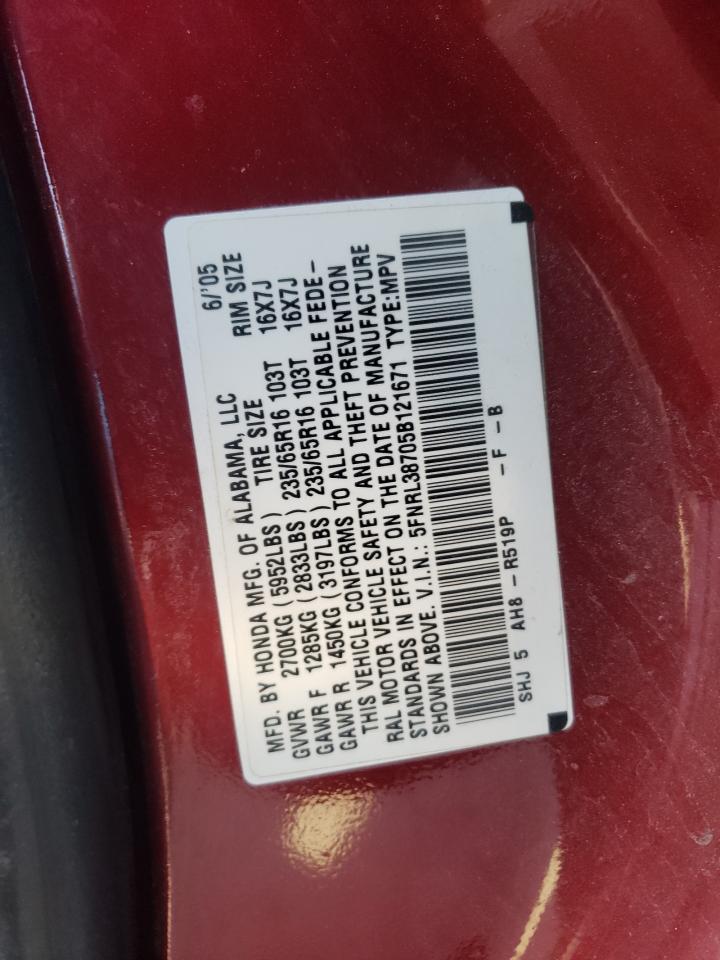 MFD. BY HONDA MFG. OF ALABAMA, LLC 6/'05
GVWR 2700KG (5952LBS) TIRE SIZE RIM SIZE
GAWR F 1285KG (2833LBS) 235/65R16 103T 16X7J
GAWR R 1450KG (3197LBS) 235/65R16 103T 16X7J
THIS VEHICLE CONFORMS TO ALL APPLICABLE FEDE-
RAL MOTOR VEHICLE SAFETY AND THEFT PREVENTION
STANDARDS IN EFFECT ON THE DATE OF MANUFACTURE
SHOWN ABOVE. V.I.N.: 5FNRL38705B121671 TYPE:MPV
SHJ 5 AH8 -R519P -F -B